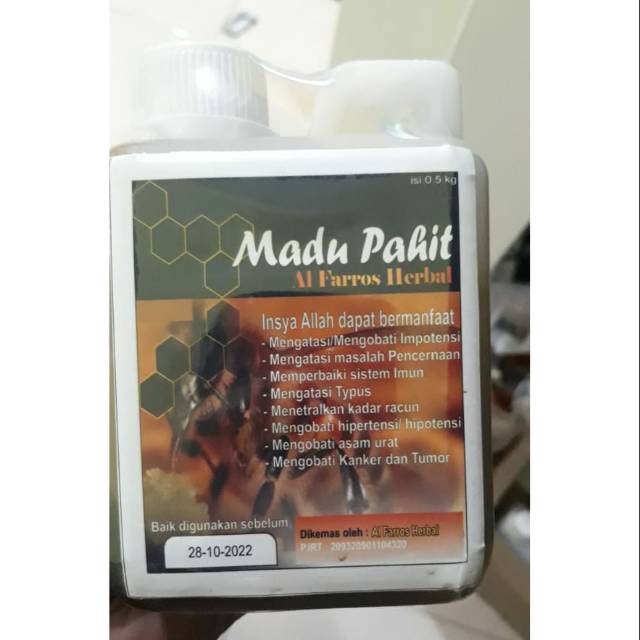 isi 0.5 kg
Madu Pahit
Al Farros Herbal
Insya Allah dapat bermanfaat
- Mengatasi/Mengobati Impotensi
- Mengatasi masalah Pencernaan
- Memperbaiki sistem Imun
- Mengatasi Typus
- Menetralkan kadar racun
- Mengobati hipertensi/ hipotensi
- Mengobati asam urat
- Mengobati Kanker dan Tumor
Baik digunakan sebelum
28-10-2022
Dikemas oleh : Al Farros Herbal
PJRT : 209320901104320